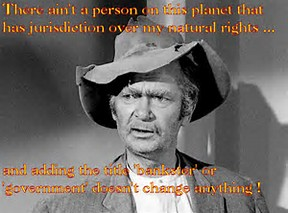 There ain't a person on this planet that
has jurisdiction over my natural rights ...
and adding the title 'bankster' or
'government' doesn't change anything !